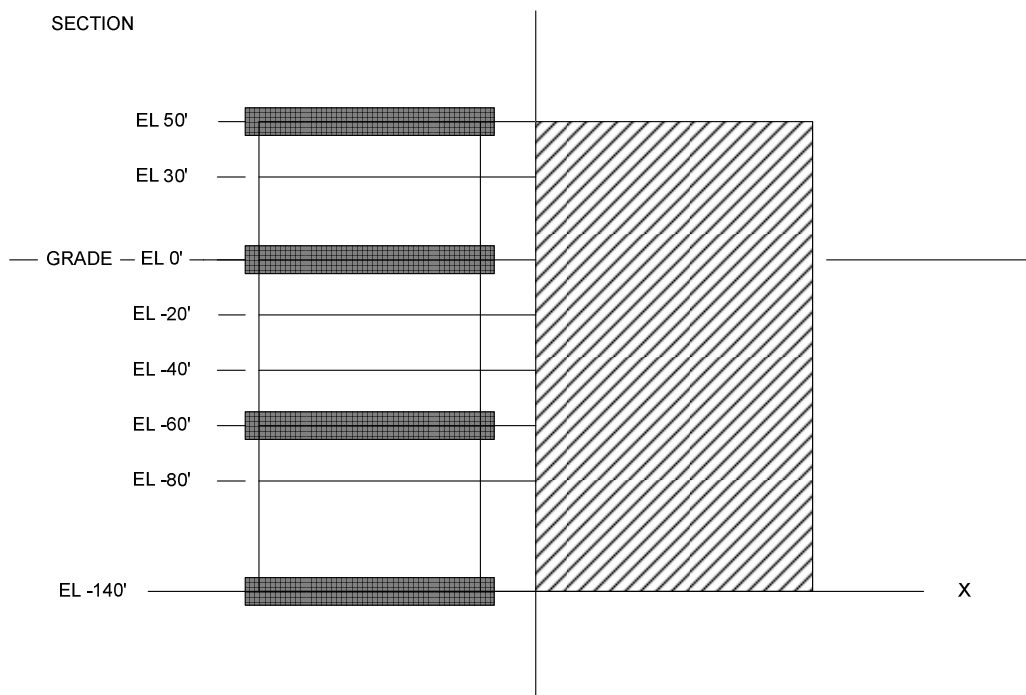 SECTION
EL 50'
EL 30'
GRADE EL 0'
EL -20'
EL -40'
EL -60'
EL -80'
EL -140'
X